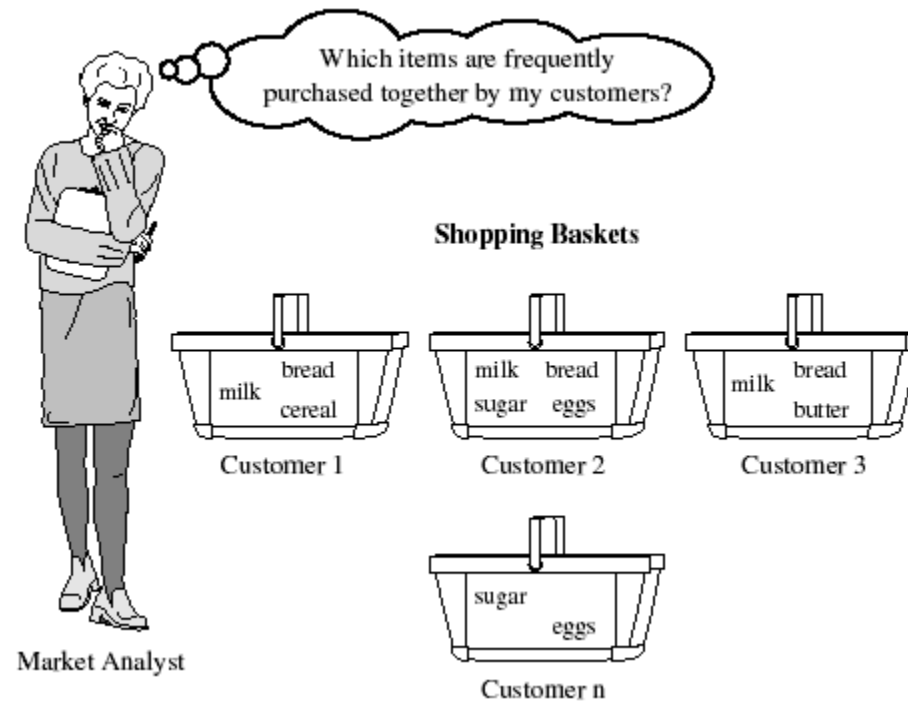 Which items are frequently
purchased together by my customers?
Shopping Baskets
milk
bread
cereal
Customer 1
milk bread
sugar eggs
Customer 2
milk
bread
butter
Customer 3
sugar
eggs
Customer n
Market Analyst